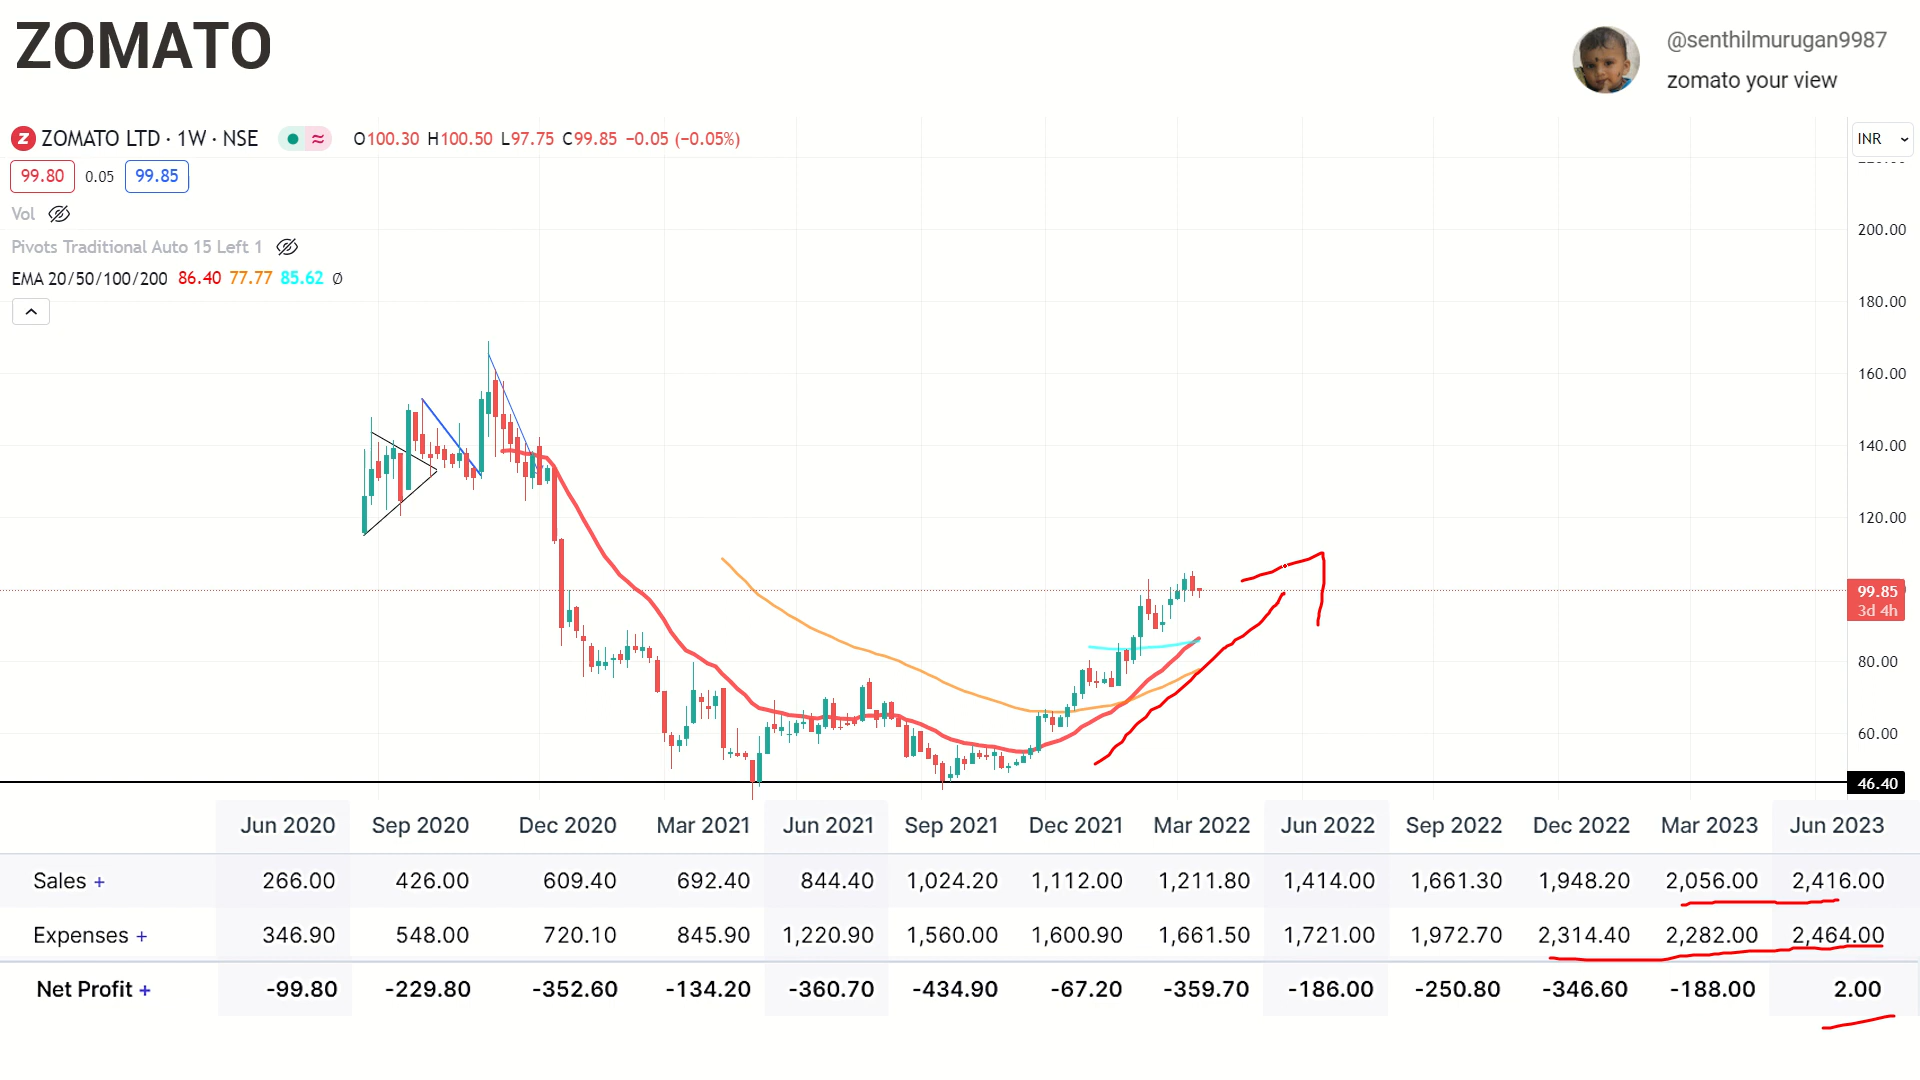 ZOMATO
@senthilmurugan9987
zomato your view
ZOMATO LTD · 1W · NSE O100.30 H100.50 L97.75 C99.85 −0.05 (−0.05%)
INR
99.80 0.05 99.85
Vol
Pivots Traditional Auto 15 Left 1
EMA 20/50/100/200 86.40 77.77 85.62 Ø
200.00
180.00
160.00
140.00
120.00
99.85
3d 4h
80.00
60.00
46.40
Jun 2020 Sep 2020 Dec 2020 Mar 2021 Jun 2021 Sep 2021 Dec 2021 Mar 2022 Jun 2022 Sep 2022 Dec 2022 Mar 2023 Jun 2023
Sales + 266.00 426.00 609.40 692.40 844.40 1,024.20 1,112.00 1,211.80 1,414.00 1,661.30 1,948.20 2,056.00 2,416.00
Expenses + 346.90 548.00 720.10 845.90 1,220.90 1,560.00 1,600.90 1,661.50 1,721.00 1,972.70 2,314.40 2,282.00 2,464.00
Net Profit + -99.80 -229.80 -352.60 -134.20 -360.70 -434.90 -67.20 -359.70 -186.00 -250.80 -346.60 -188.00 2.00